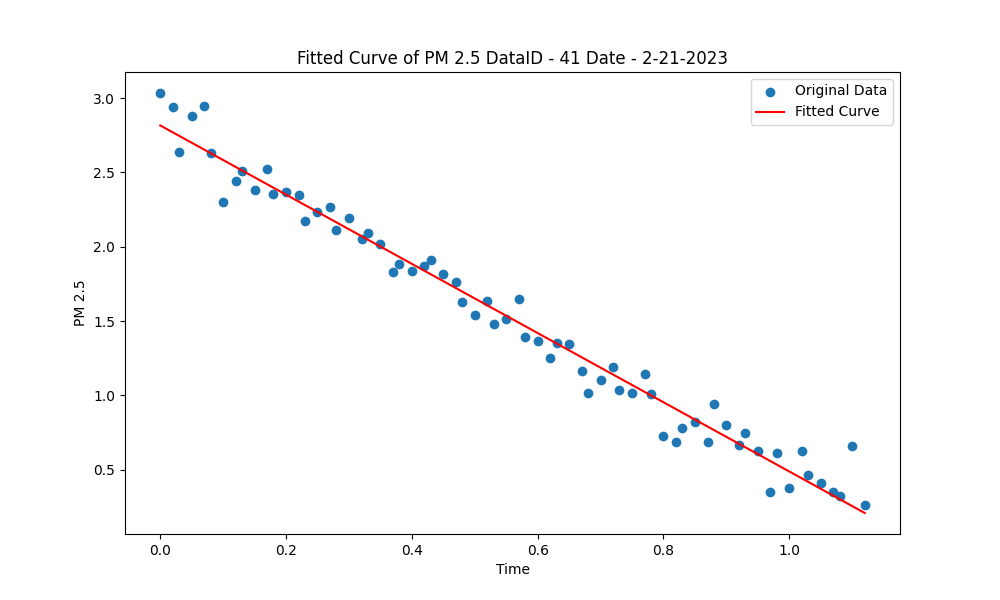 Fitted Curve of PM 2.5 DataID - 41 Date - 2-21-2023
Original Data
Fitted Curve
3.0
2.5
2.0
1.5
1.0
0.5
PM 2.5
0.0 0.2 0.4 0.6 0.8 1.0
Time